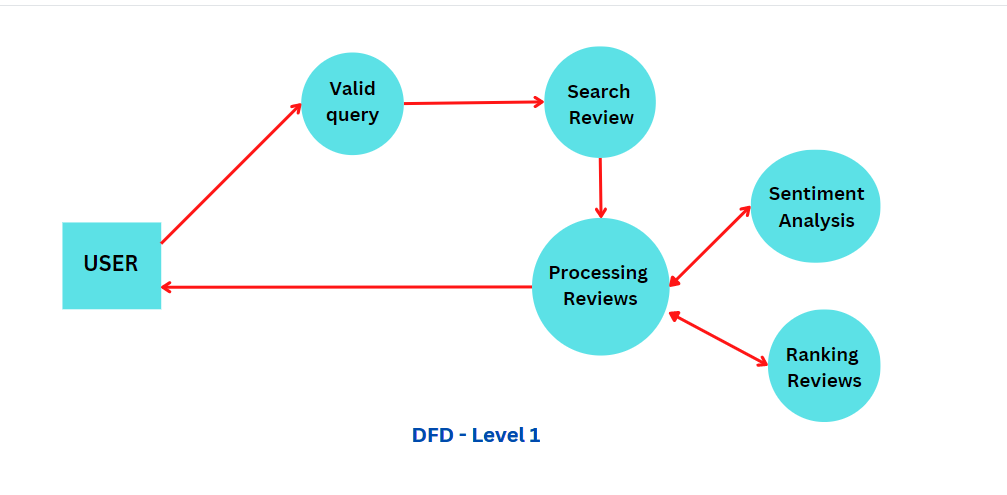 Valid
query
Search
Review
Sentiment
Analysis
USER
Processing
Reviews
Ranking
Reviews
DFD - Level 1